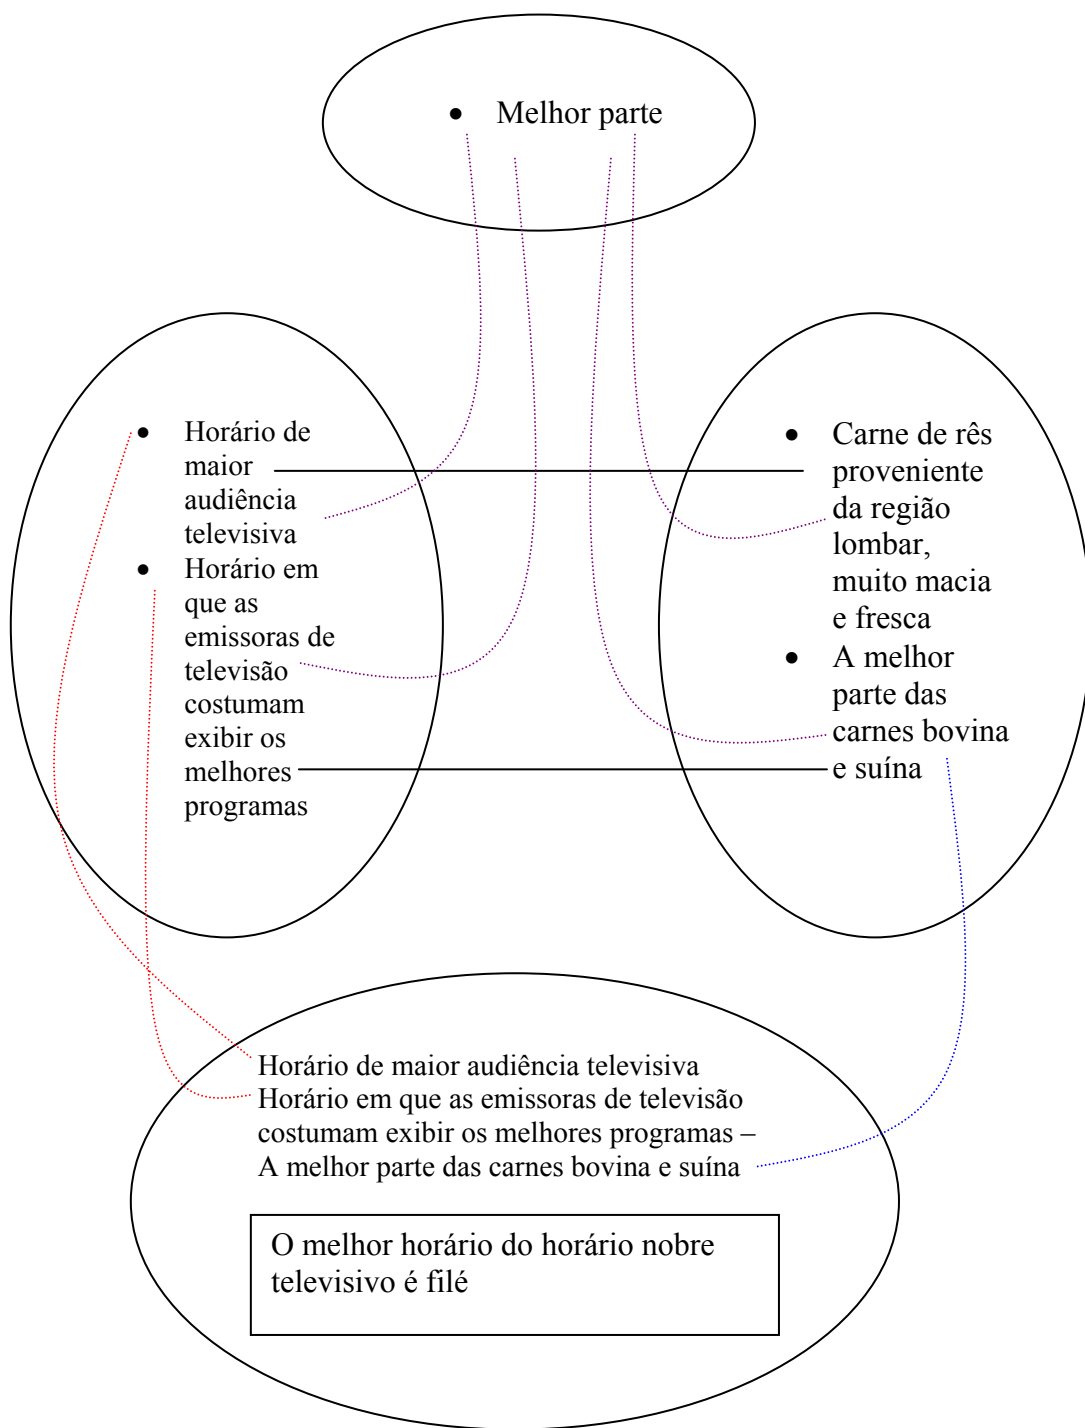 • Melhor parte
• Horário de
maior
audiência
televisiva
• Horário em
que as
emissoras de
televisão
costumam
exibir os
melhores
programas
• Carne de rês
proveniente
da região
lombar,
muito macia
e fresca
• A melhor
parte das
carnes bovina
e suína
Horário de maior audiência televisiva
Horário em que as emissoras de televisão
costumam exibir os melhores programas –
A melhor parte das carnes bovina e suína
O melhor horário do horário nobre
televisivo é filé